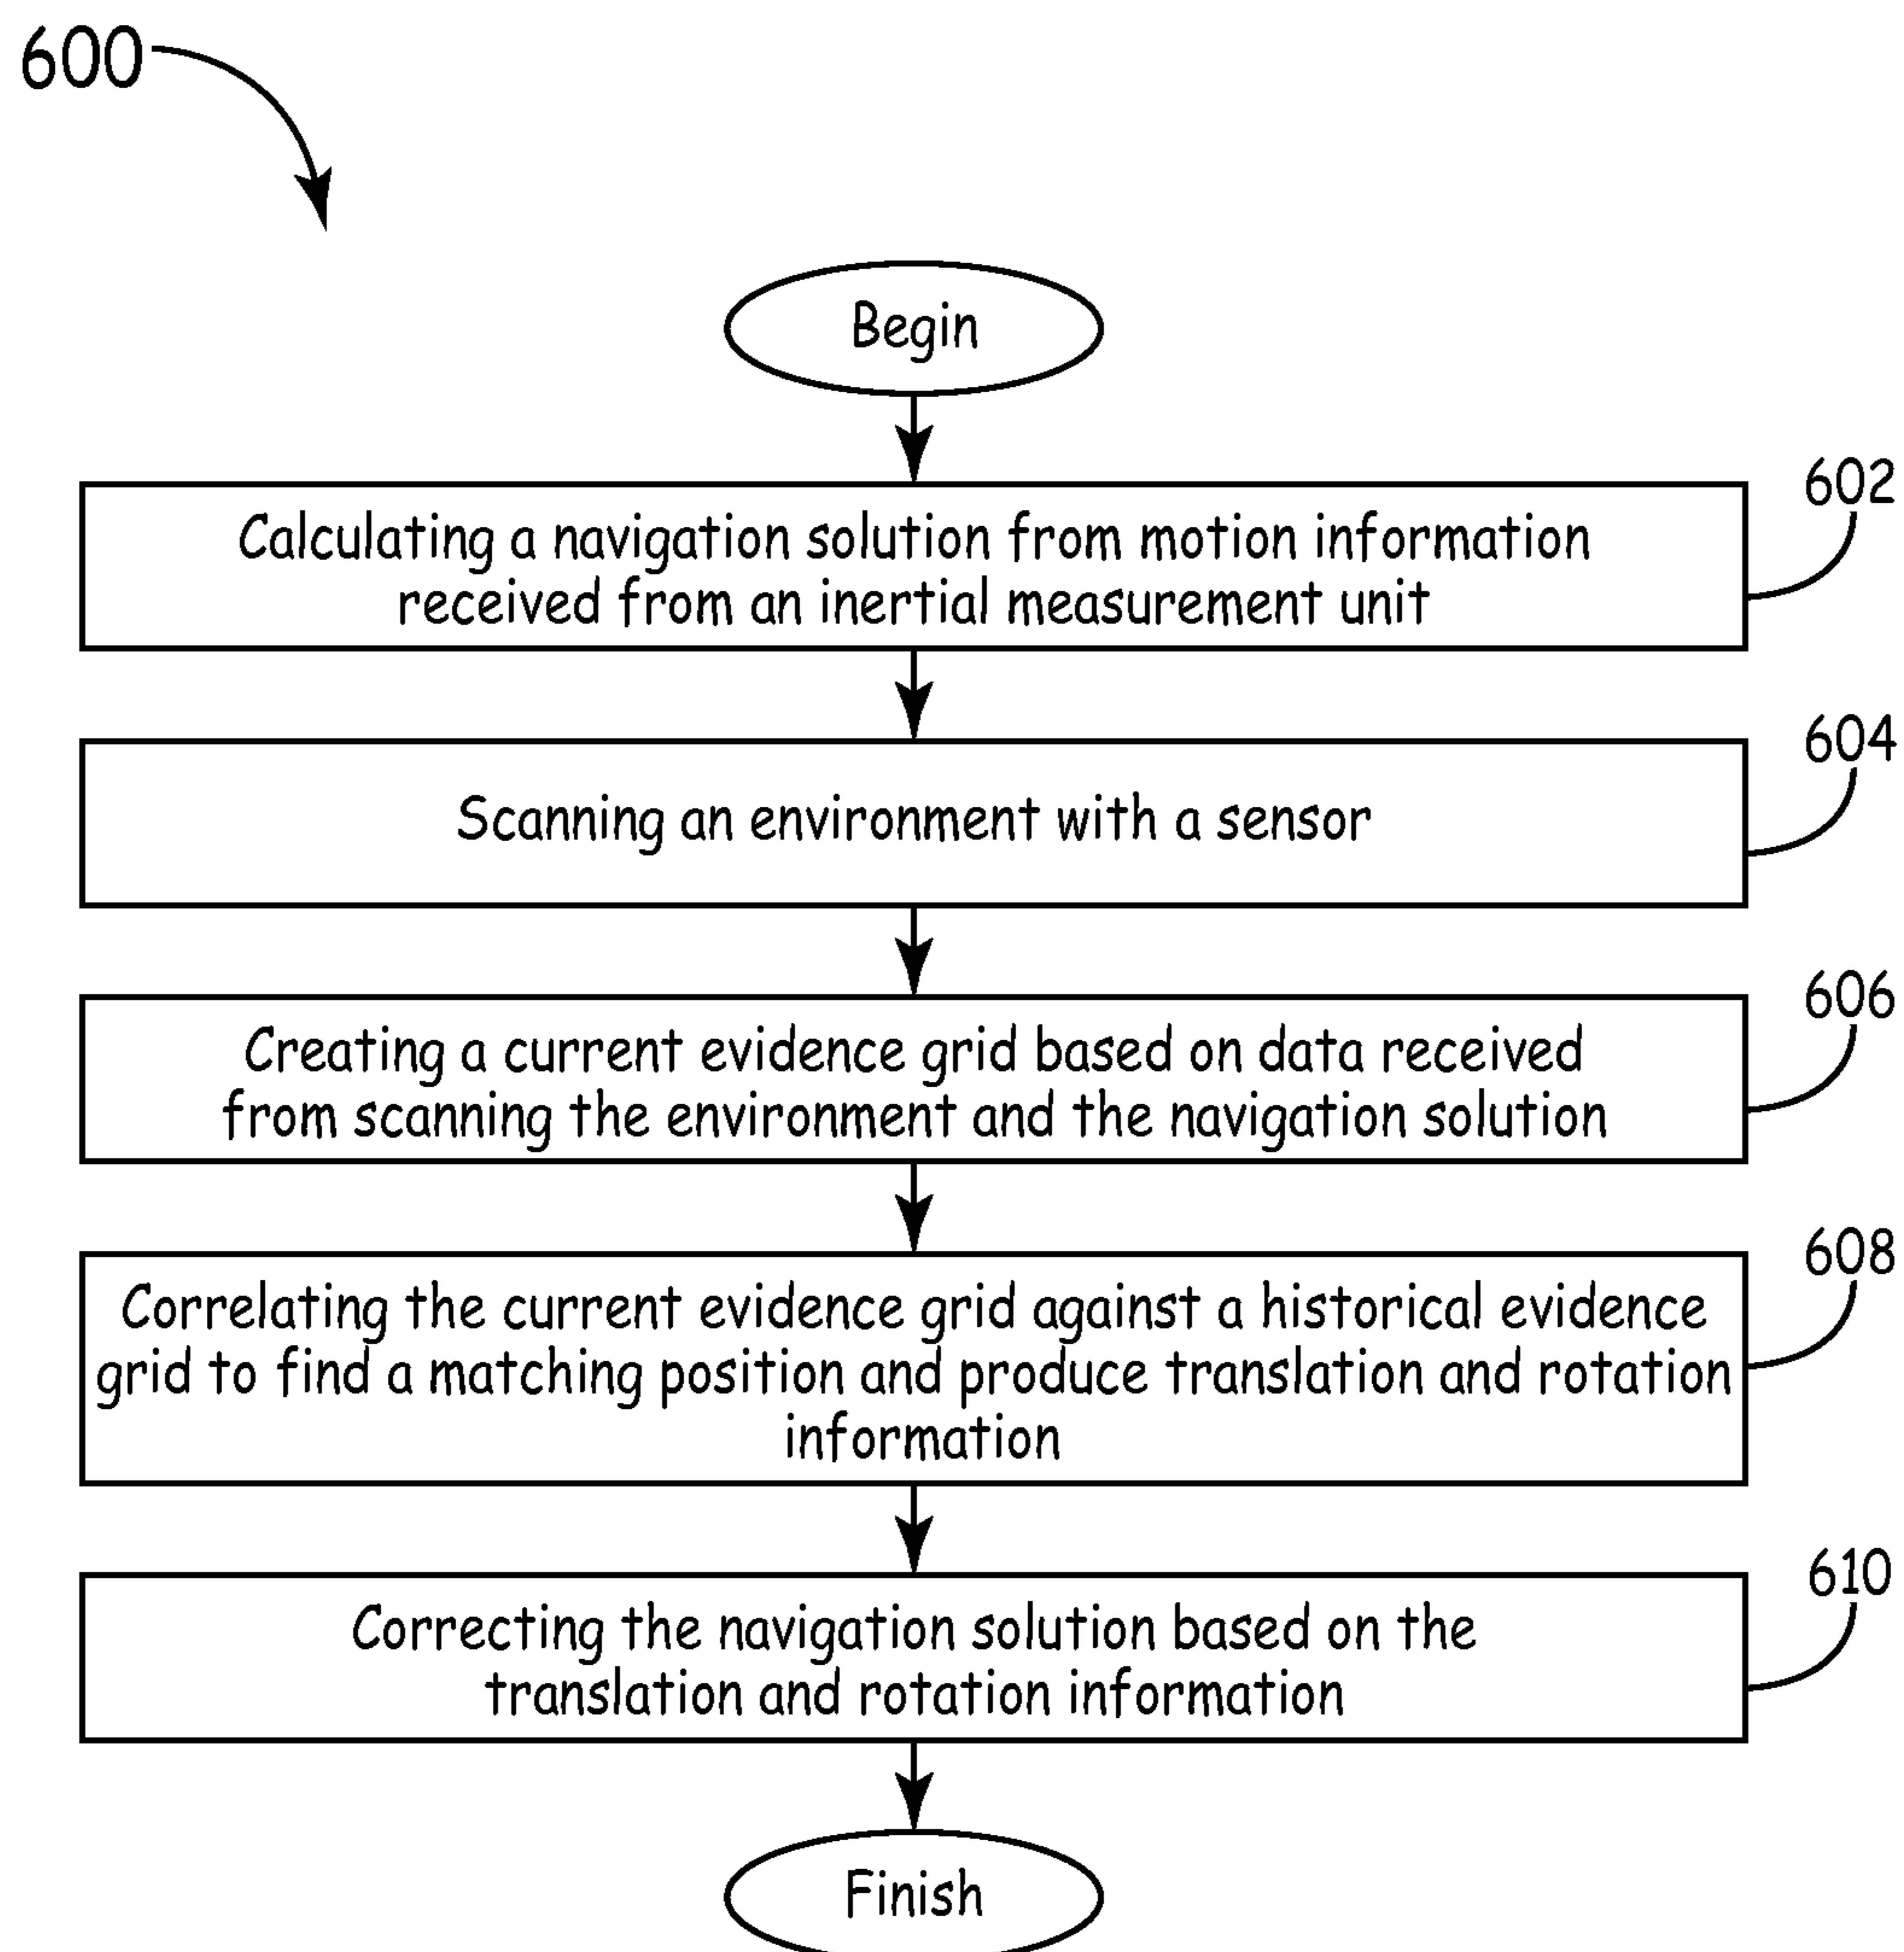 600
Begin
602
Calculating a navigation solution from motion information
received from an inertial measurement unit
604
Scanning an environment with a sensor
606
Creating a current evidence grid based on data received
from scanning the environment and the navigation solution
608
Correlating the current evidence grid against a historical evidence
grid to find a matching position and produce translation and rotation
information
610
Correcting the navigation solution based on the
translation and rotation information
Finish